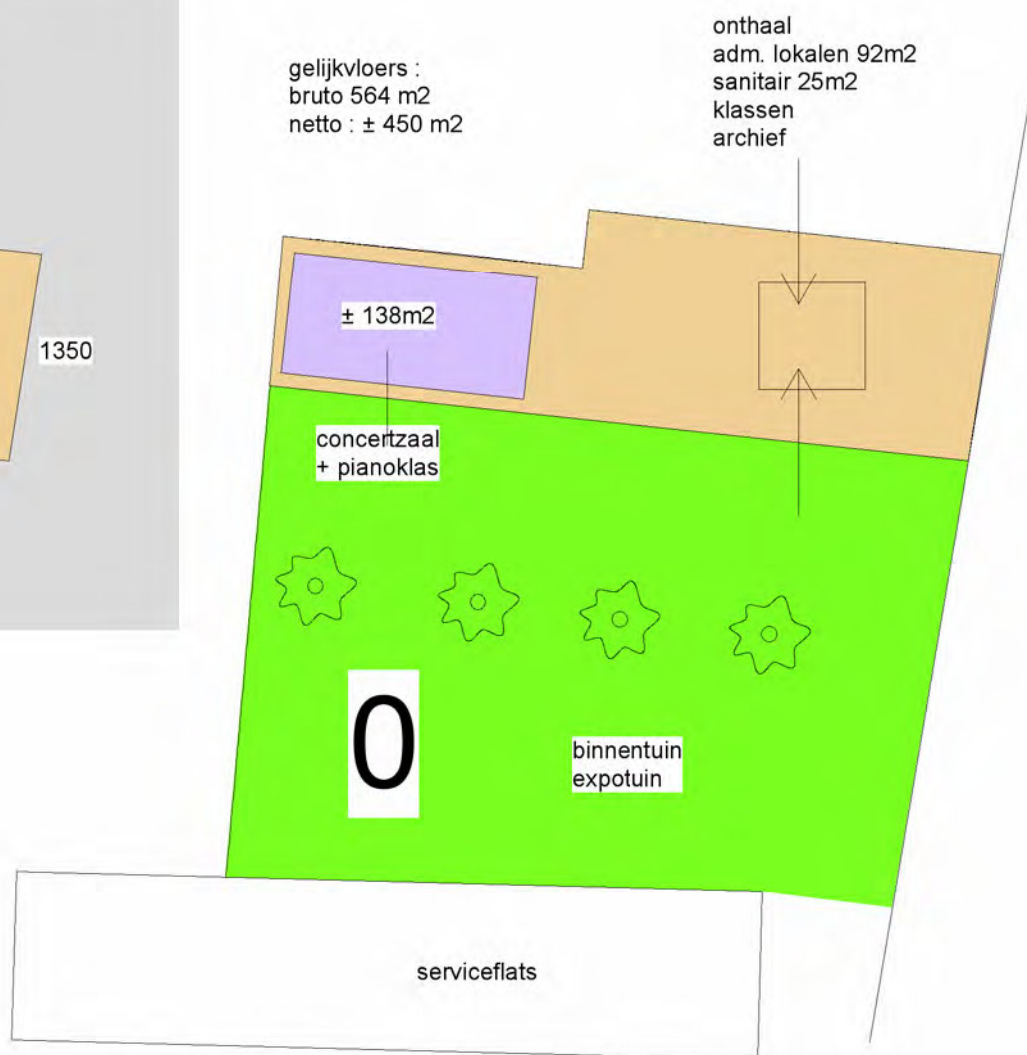 onthaal
adm. lokalen 92m2
sanitair 25m2
klassen
archief
gelijkvloers :
bruto 564 m2
netto : ± 450 m2
± 138m2
1350
concertzaal
+ pianoklas
0
binnentuin
expotuin
serviceflats